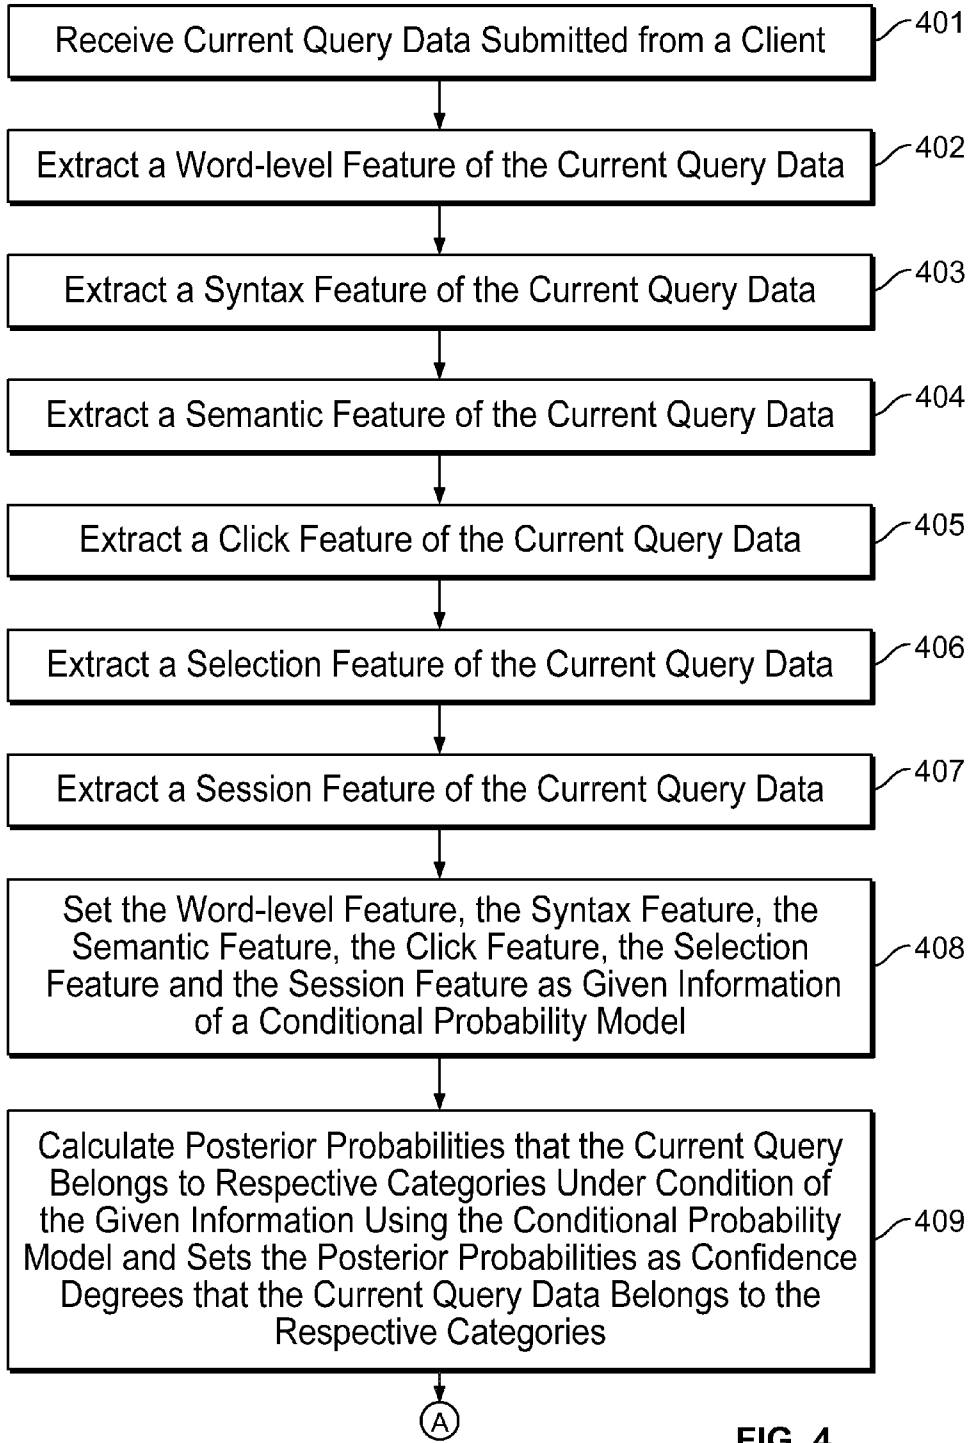 Receive Current Query Data Submitted from a Client
401
Extract a Word-level Feature of the Current Query Data
402
Extract a Syntax Feature of the Current Query Data
403
Extract a Semantic Feature of the Current Query Data
404
Extract a Click Feature of the Current Query Data
405
Extract a Selection Feature of the Current Query Data
406
Extract a Session Feature of the Current Query Data
407
Set the Word-level Feature, the Syntax Feature, the
Semantic Feature, the Click Feature, the Selection
Feature and the Session Feature as Given Information
of a Conditional Probability Model
408
Calculate Posterior Probabilities that the Current Query
Belongs to Respective Categories Under Condition of
the Given Information Using the Conditional Probability
Model and Sets the Posterior Probabilities as Confidence
Degrees that the Current Query Data Belongs to the
Respective Categories
409
A
FIG. 4